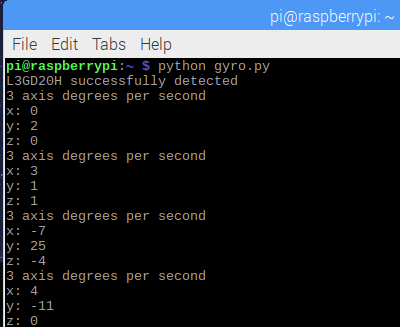 pi@raspberrypi: ~
File Edit Tabs Help
pi@raspberrypi:~ $ python gyro.py
L3GD20H successfully detected
3 axis degrees per second
x: 0
y: 2
z: 0
3 axis degrees per second
x: 3
y: 1
z: 1
3 axis degrees per second
x: -7
y: 25
z: -4
3 axis degrees per second
x: 4
y: -11
z: 0